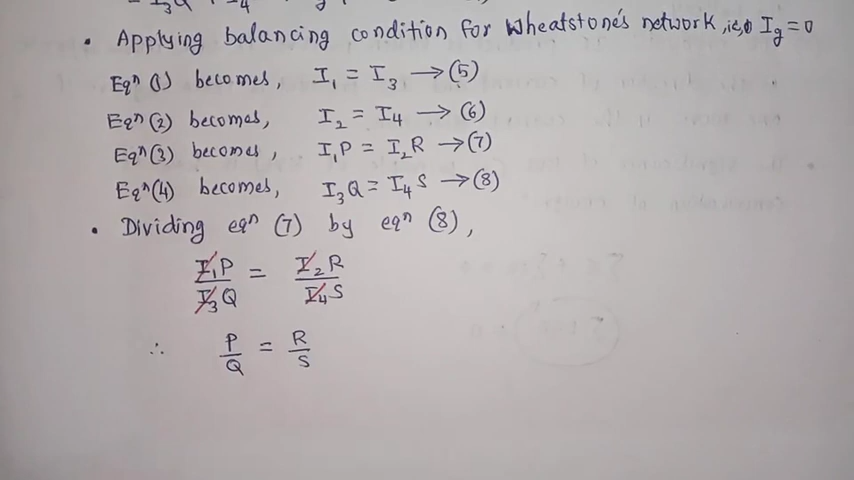 • Applying balancing condition for Wheatstone's network, i.e, I_g = 0
Eqⁿ (1) becomes, I₁ = I₃ → (5)
Eqⁿ (2) becomes, I₂ = I₄ → (6)
Eqⁿ (3) becomes, I₁P = I₂R → (7)
Eqⁿ (4) becomes, I₃Q = I₄S → (8)
• Dividing eqⁿ (7) by eqⁿ (8),
I₁P/I₃Q = I₂R/I₄S
∴ P/Q = R/S